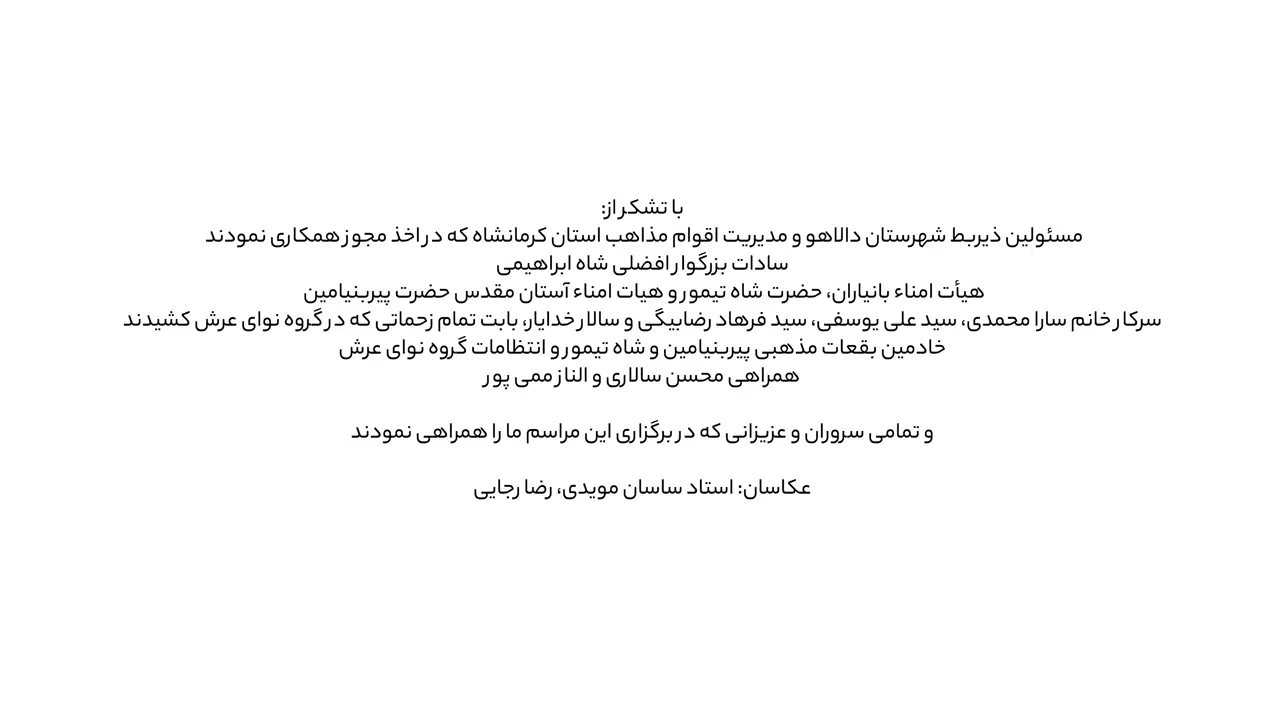 با تشکر از:
مسئولین ذیربط شهرستان دالاهو و مدیریت اقوام مذاهب استان کرمانشاه که در اخذ مجوز همکاری نمودند
سادات بزرگوار افضلی شاه ابراهیمی
هیأت امناء بانیاران، حضرت شاه تیمور و هیات امناء آستان مقدس حضرت پیربنیامین
سرکار خانم سارا محمدی، سید علی یوسفی، سید فرهاد رضابیگی و سالار خدایار، بابت تمام زحماتی که در گروه نوای عرش کشیدند
خادمین بقعات مذهبی پیربنیامین و شاه تیمور و انتظامات گروه نوای عرش
همراهی محسن سالاری و الناز ممی پور
و تمامی سروران و عزیزانی که در برگزاری این مراسم ما را همراهی نمودند
عکاسان: استاد ساسان مویدی، رضا رجایی